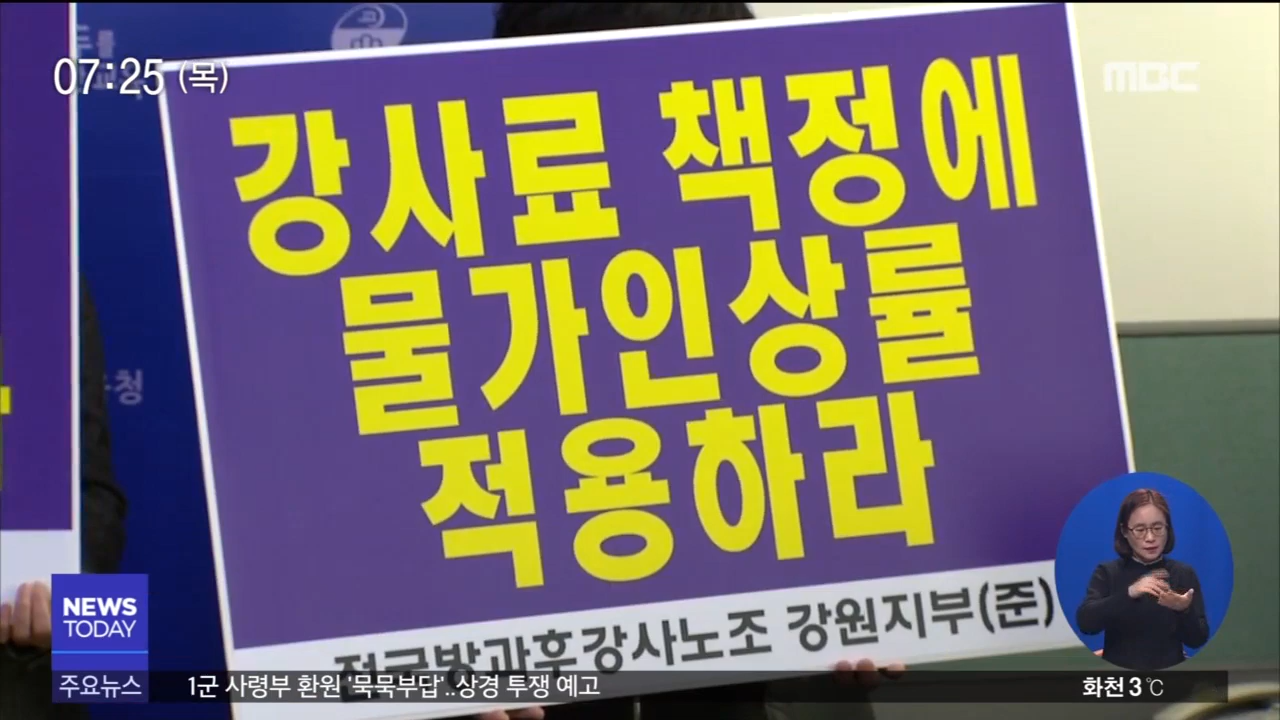 07:25 (목)
MBC
강사료 책정에
물가인상률
적용하라
전국방과후강사노조 강원지부(준)
NEWS
TODAY
주요뉴스
1군 사령부 환원 '묵묵부답'..상경 투쟁 예고
화천 3℃